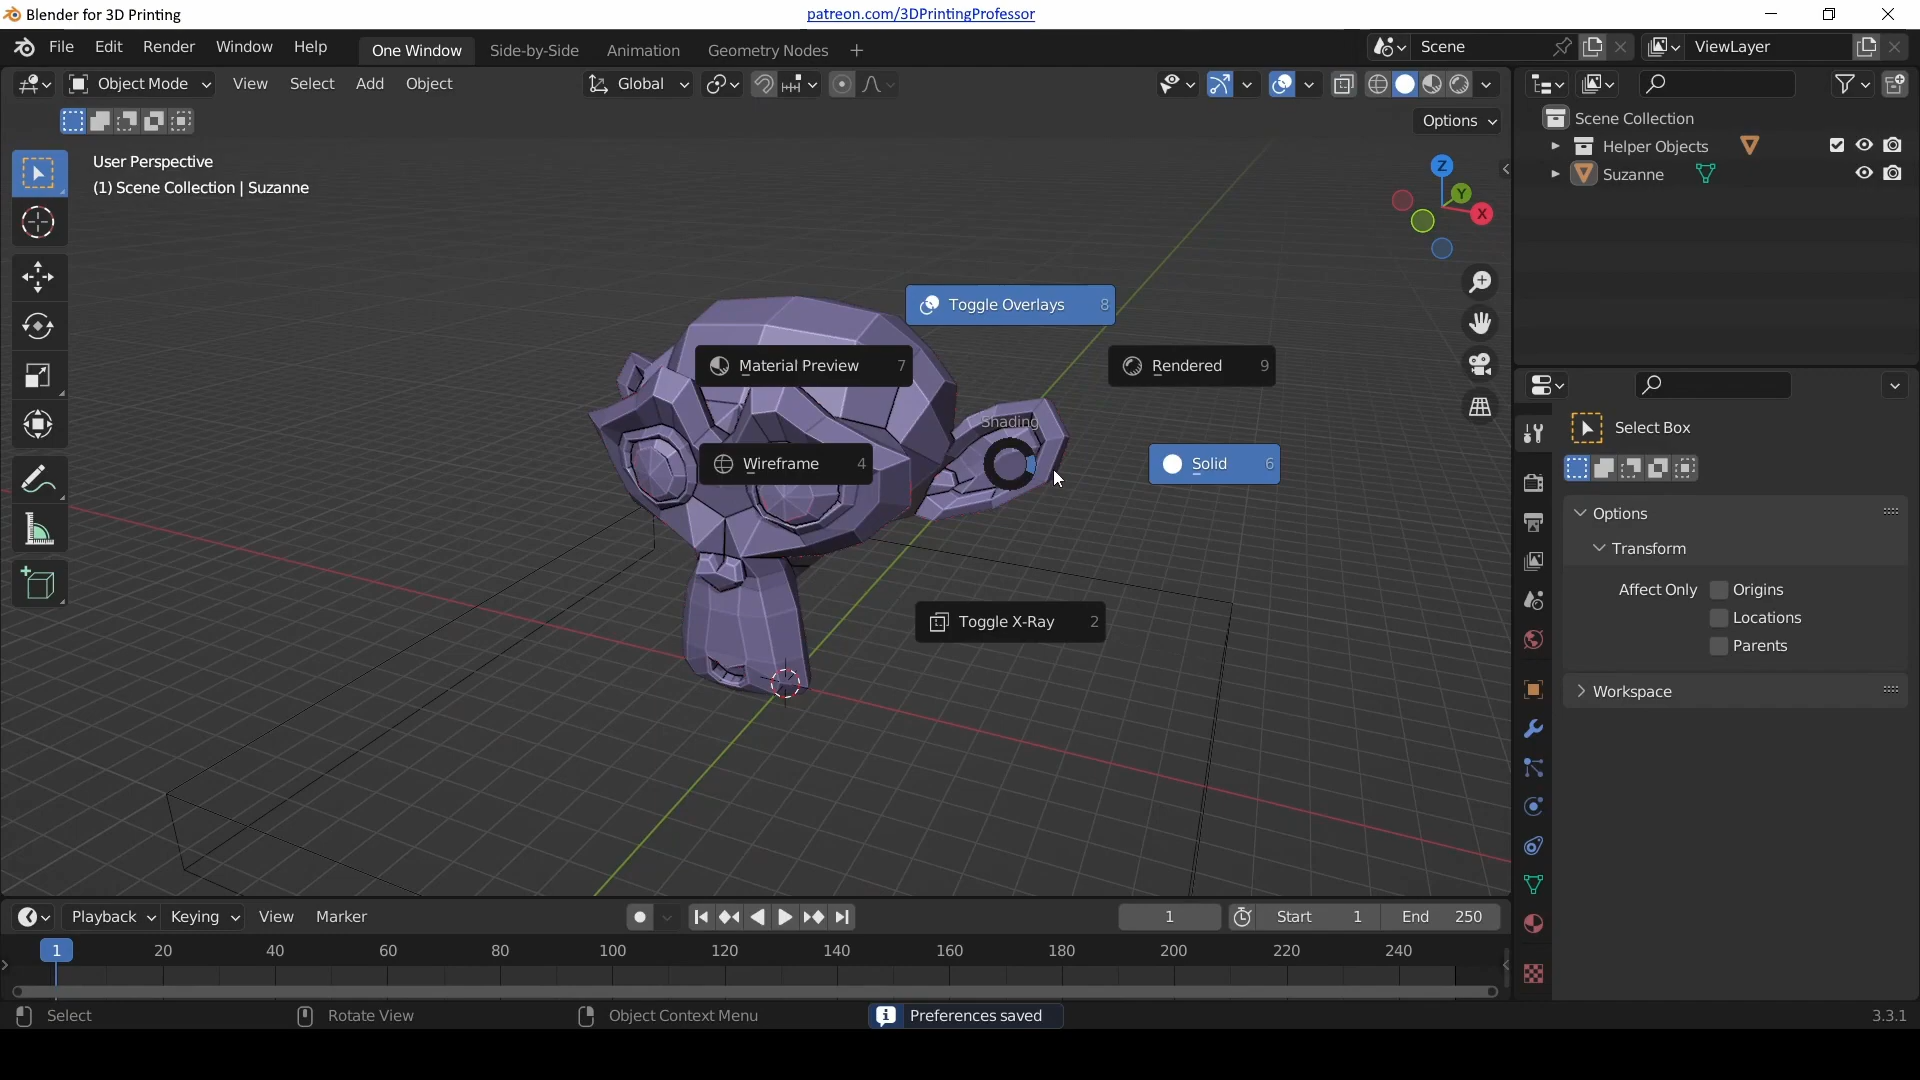 Blender for 3D Printing
patreon.com/3DPrintingProfessor
File Edit Render Window Help
One Window Side-by-Side Animation Geometry Nodes +
Scene
ViewLayer
Object Mode View Select Add Object
Global
Options
User Perspective
(1) Scene Collection | Suzanne
Z
Y
X
Scene Collection
Helper Objects
Suzanne
Toggle Overlays 8
Material Preview 7
Rendered 9
Shading
Wireframe 4
Solid 6
Toggle X-Ray 2
Select Box
Options
Transform
Affect Only Origins
Locations
Parents
Workspace
Playback Keying View Marker
1
Start 1
End 250
1 20 40 60 80 100 120 140 160 180 200 220 240
Select
Rotate View
Object Context Menu
Preferences saved
3.3.1